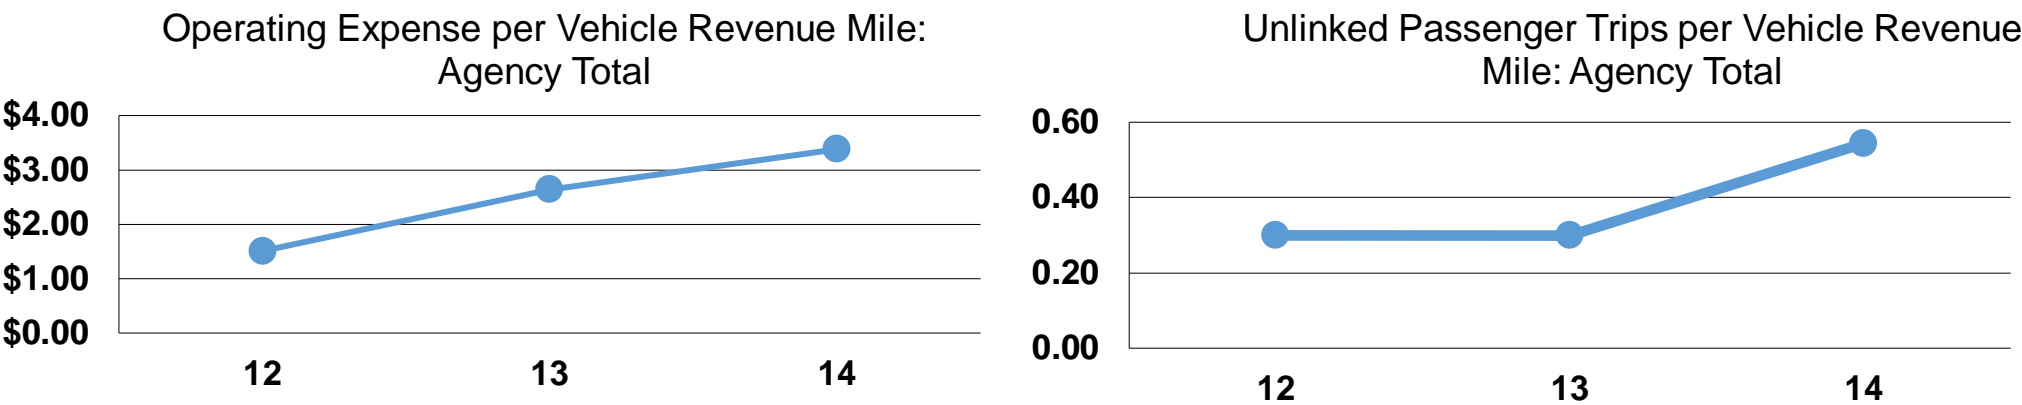 Operating Expense per Vehicle Revenue Mile:
Agency Total
$4.00
$3.00
$2.00
$1.00
$0.00
12 13 14
Unlinked Passenger Trips per Vehicle Revenue
Mile: Agency Total
0.60
0.40
0.20
0.00
12 13 14